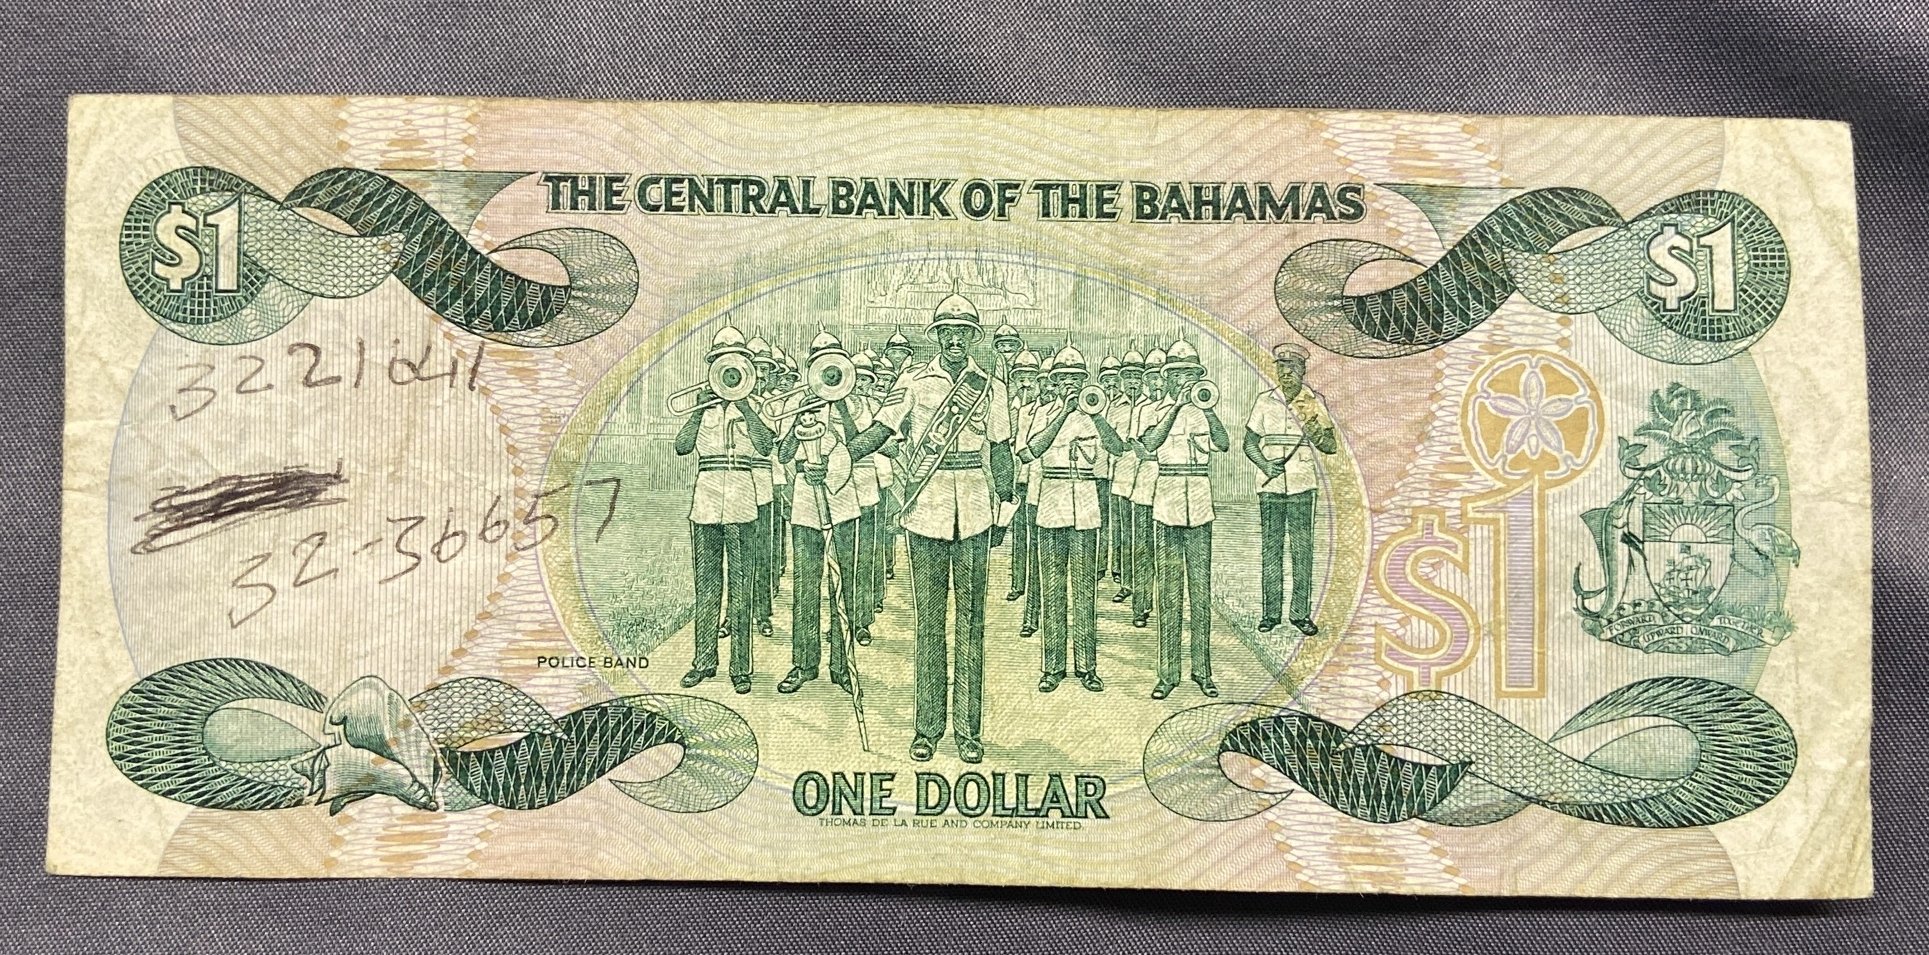 THE CENTRAL BANK OF THE BAHAMAS
$1
$1
32-36657
$1
POLICE BAND
FORWARD UPWARD ONWARD TOGETHER
ONE DOLLAR
THOMAS DE LA RUE AND COMPANY LIMITED.